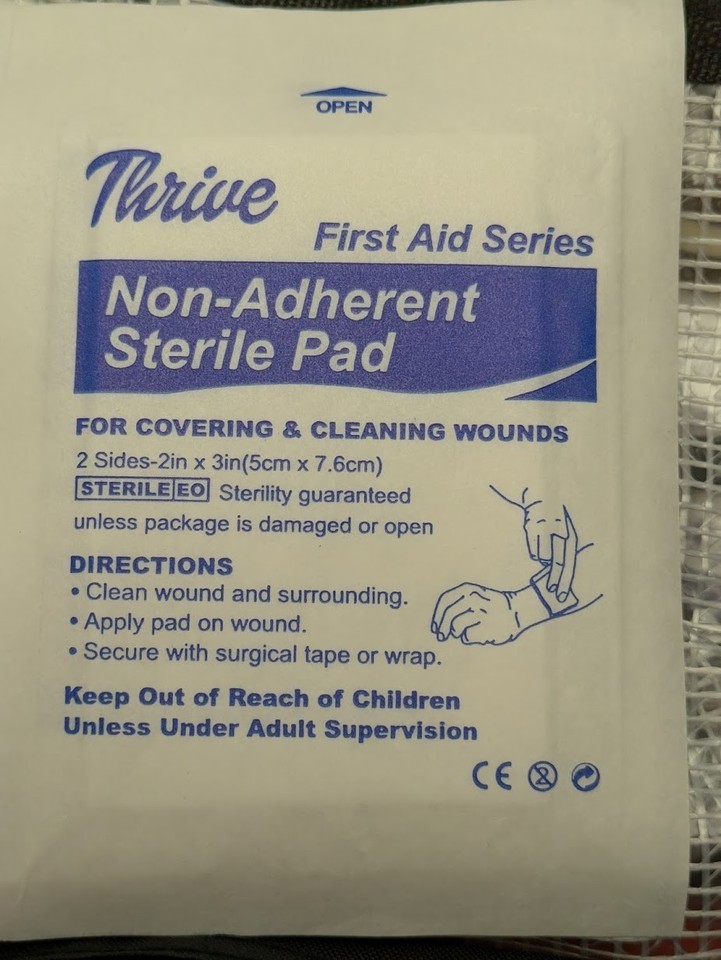 OPEN
Thrive
First Aid Series
Non-Adherent
Sterile Pad
FOR COVERING & CLEANING WOUNDS
2 Sides-2in x 3in(5cm x 7.6cm)
STERILE EO Sterility guaranteed
unless package is damaged or open
DIRECTIONS
• Clean wound and surrounding.
• Apply pad on wound.
• Secure with surgical tape or wrap.
Keep Out of Reach of Children
Unless Under Adult Supervision
CE 2